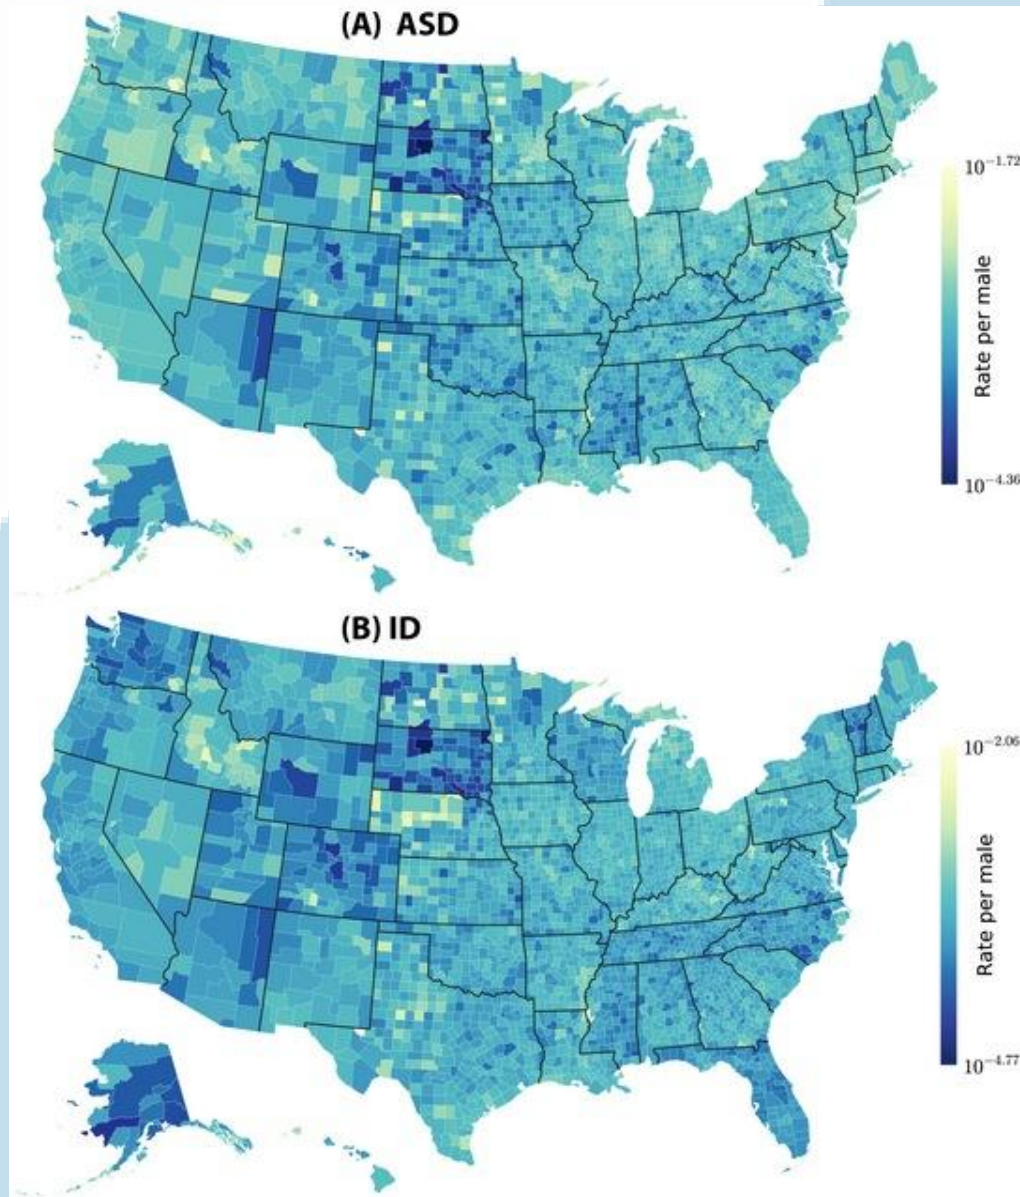 (A) ASD
10^-1.72
Rate per male
10^-4.36
(B) ID
10^-2.06
Rate per male
10^-4.77